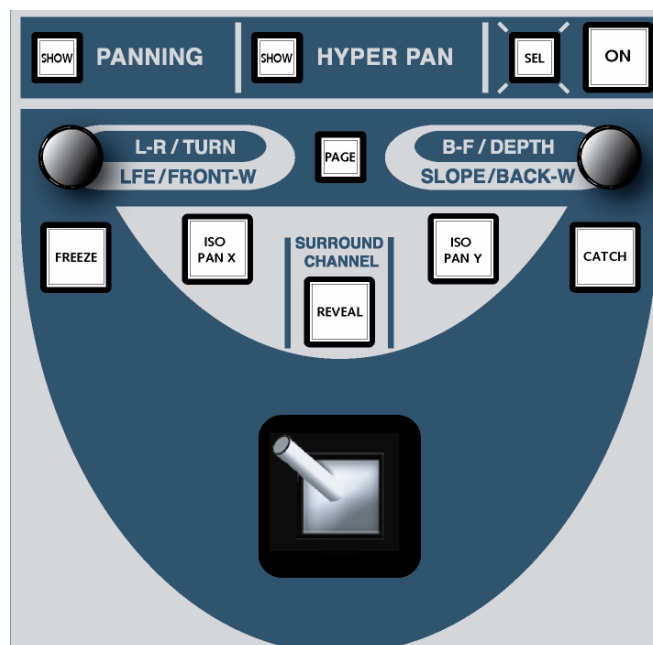 SHOW
PANNING
SHOW
HYPER PAN
SEL
ON
L-R / TURN
LFE/FRONT-W
PAGE
B-F / DEPTH
SLOPE/BACK-W
FREEZE
ISO
PAN X
SURROUND
CHANNEL
REVEAL
ISO
PAN Y
CATCH